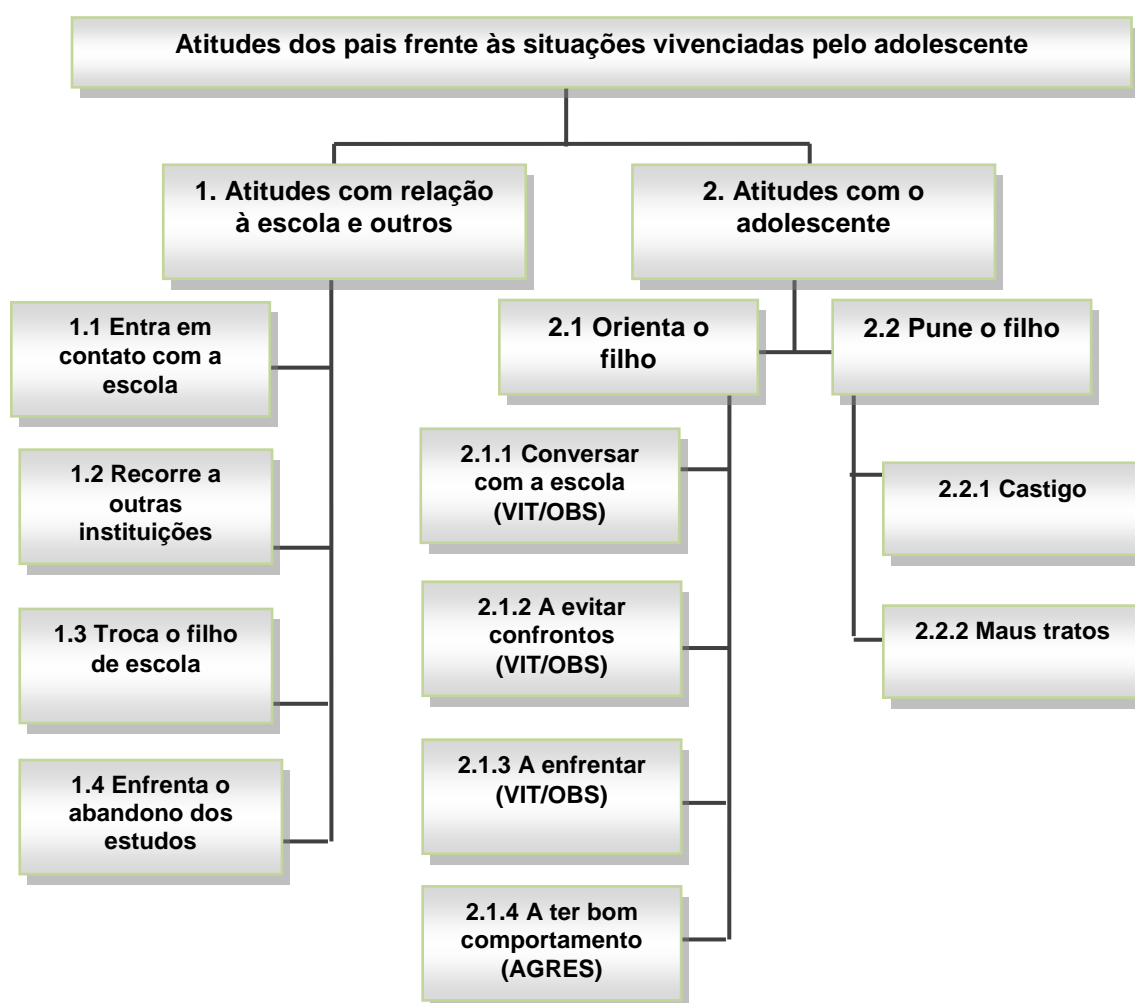 Atitudes dos pais frente às situações vivenciadas pelo adolescente
1. Atitudes com relação
à escola e outros
2. Atitudes com o
adolescente
1.1 Entra em
contato com a
escola
1.2 Recorre a
outras
instituições
1.3 Troca o filho
de escola
1.4 Enfrenta o
abandono dos
estudos
2.1 Orienta o
filho
2.1.1 Conversar
com a escola
(VIT/OBS)
2.1.2 A evitar
confrontos
(VIT/OBS)
2.1.3 A enfrentar
(VIT/OBS)
2.1.4 A ter bom
comportamento
(AGRES)
2.2 Pune o filho
2.2.1 Castigo
2.2.2 Maus tratos